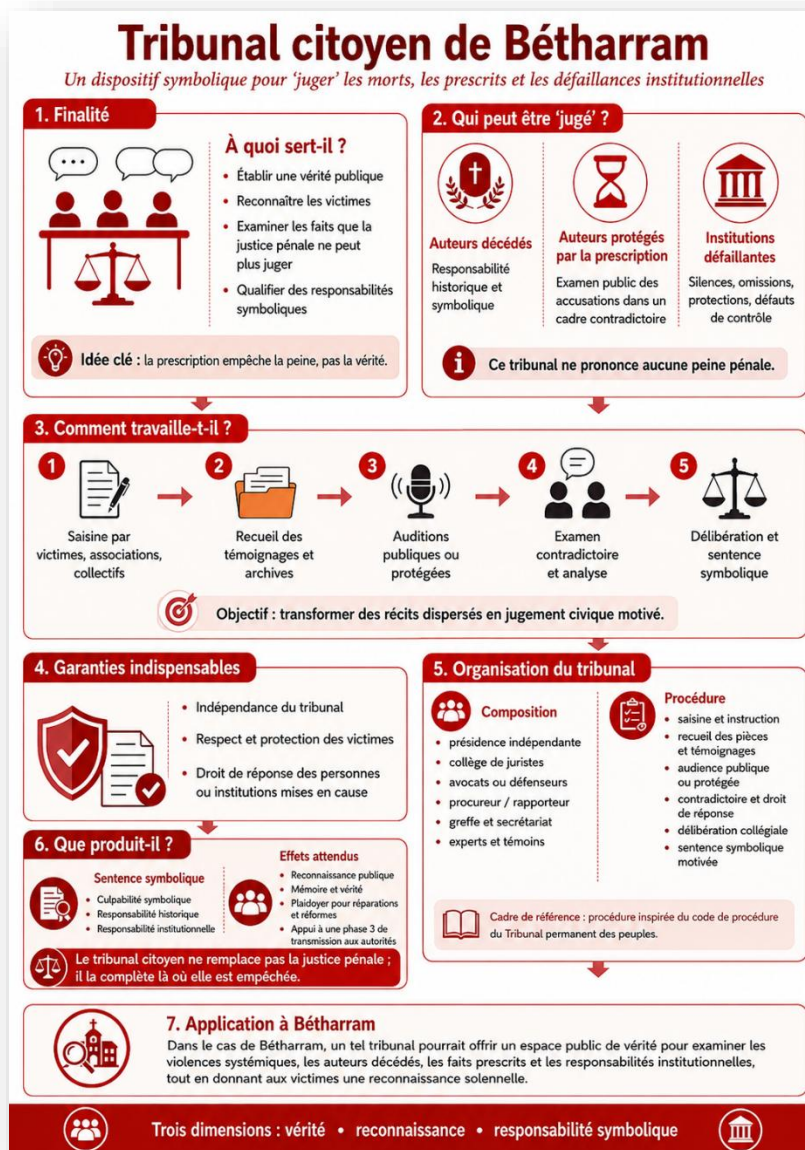 Tribunal citoyen de Bétharram
Un dispositif symbolique pour ‘juger’ les morts, les prescrits et les défaillances institutionnelles
1. Finalité
À quoi sert-il ?
• Établir une vérité publique
• Reconnaître les victimes
• Examiner les faits que la
justice pénale ne peut
plus juger
• Qualifier des responsabilités
symboliques
Idée clé : la prescription empêche la peine, pas la vérité.
2. Qui peut être ‘jugé’ ?
Auteurs décédés
Responsabilité
historique et
symbolique
Auteurs protégés
par la prescription
Examen public des
accusations dans un
cadre contradictoire
Institutions
défaillantes
Silences, omissions,
protections, défauts
de contrôle
i
Ce tribunal ne prononce aucune peine pénale.
3. Comment travaille-t-il ?
1
Saisine par
victimes, associations,
collectifs
2
Recueil des
témoignages et
archives
3
Auditions
publiques ou
protégées
4
Examen
contradictoire
et analyse
5
Délibération et
sentence
symbolique
Objectif : transformer des récits dispersés en jugement civique motivé.
4. Garanties indispensables
• Indépendance du tribunal
• Respect et protection des victimes
• Droit de réponse des personnes
ou institutions mises en cause
5. Organisation du tribunal
Composition
• présidence indépendante
• collège de juristes
• avocats ou défenseurs
• procureur / rapporteur
• greffe et secrétariat
• experts et témoins
Procédure
• saisine et instruction
• recueil des pièces
et témoignages
• audience publique
ou protégée
• contradictoire et droit
de réponse
• délibération collégiale
• sentence symbolique
motivée
Cadre de référence : procédure inspirée du code de procédure
du Tribunal permanent des peuples.
6. Que produit-il ?
Sentence symbolique
• Culpabilité symbolique
• Responsabilité historique
• Responsabilité institutionnelle
Effets attendus
• Reconnaissance publique
• Mémoire et vérité
• Plaidoyer pour réparations
et réformes
• Appui à une phase 3 de
transmission aux autorités
Le tribunal citoyen ne remplace pas la justice pénale ;
il la complète là où elle est empêchée.
7. Application à Bétharram
Dans le cas de Bétharram, un tel tribunal pourrait offrir un espace public de vérité pour examiner les
violences systémiques, les auteurs décédés, les faits prescrits et les responsabilités institutionnelles,
tout en donnant aux victimes une reconnaissance solennelle.
Trois dimensions : vérité • reconnaissance • responsabilité symbolique